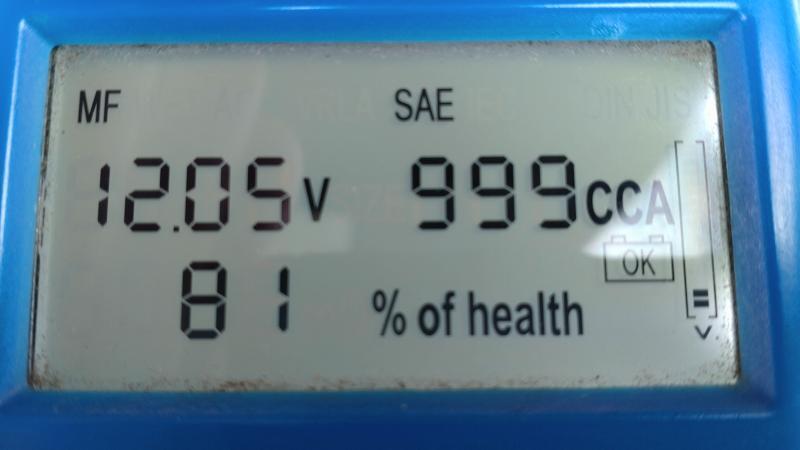 MF SAE
12.05 V 999 CCA
OK
81 % of health